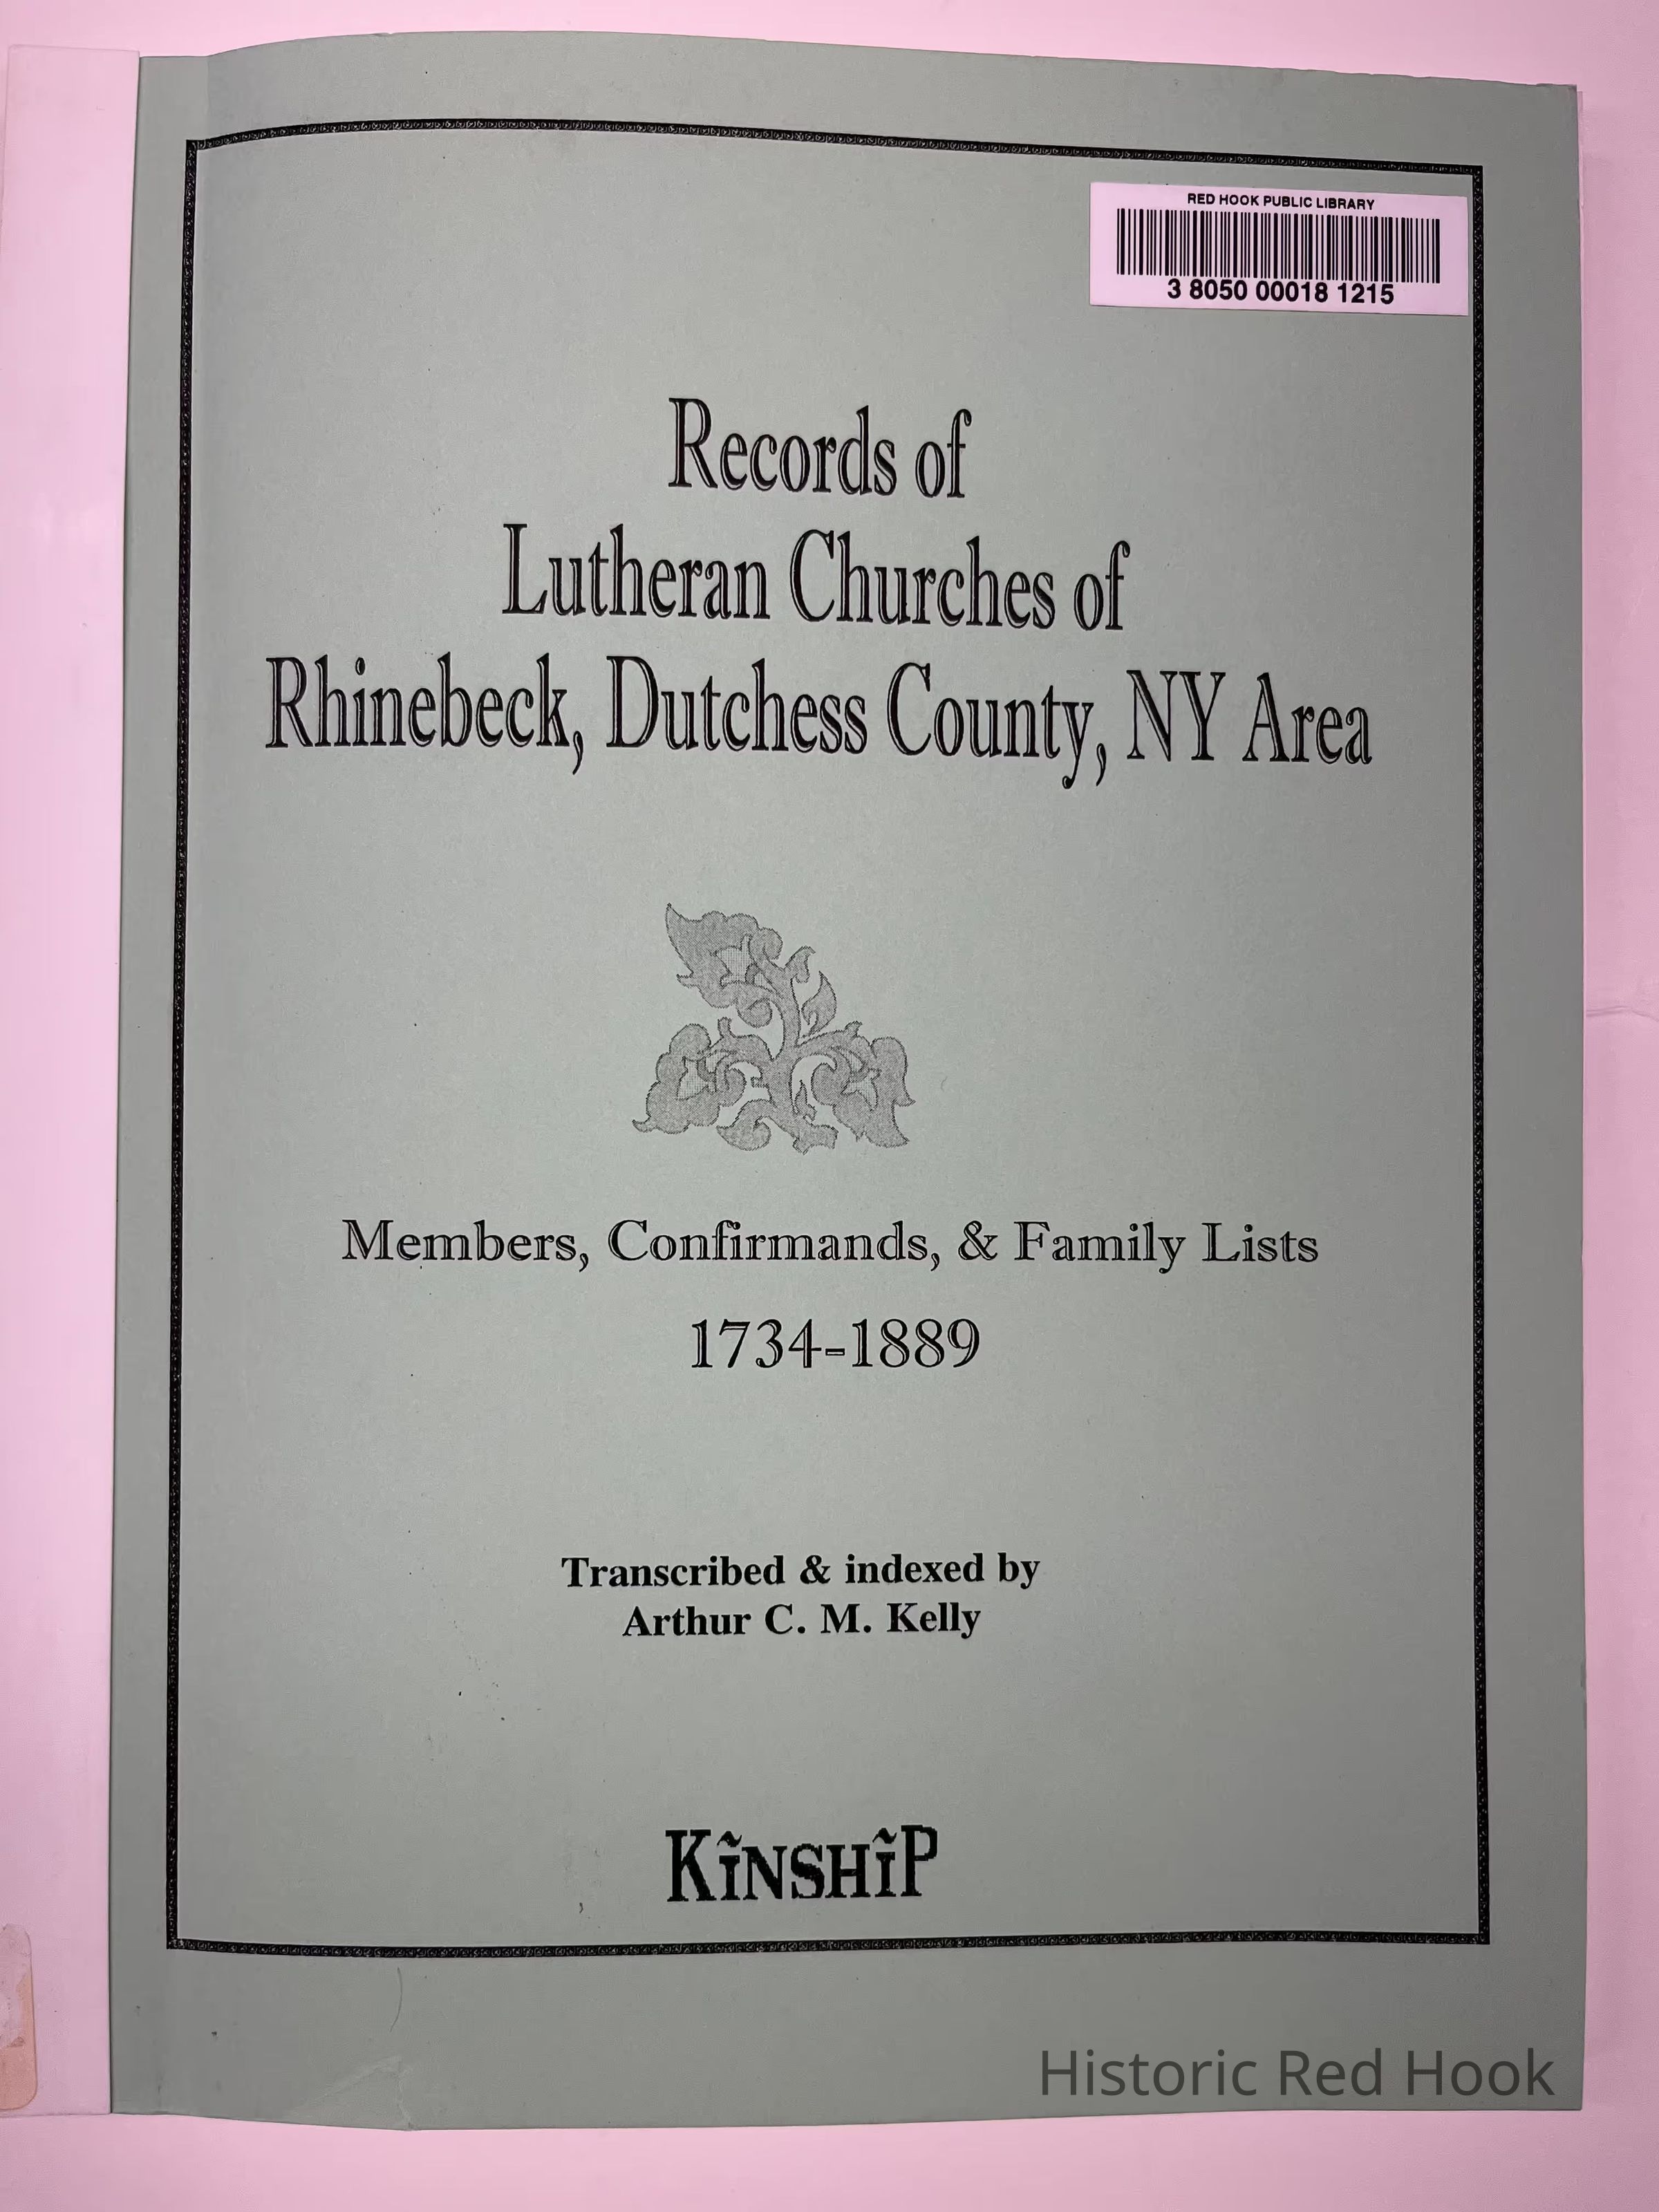 RED HOOK PUBLIC LIBRARY
3 8050 00018 1215
Records of
Lutheran Churches of
Rhinebeck, Dutchess County, NY Area
Members, Confirmands, & Family Lists
1734-1889
Transcribed & indexed by
Arthur C. M. Kelly
KINSHIP
Historic Red Hook